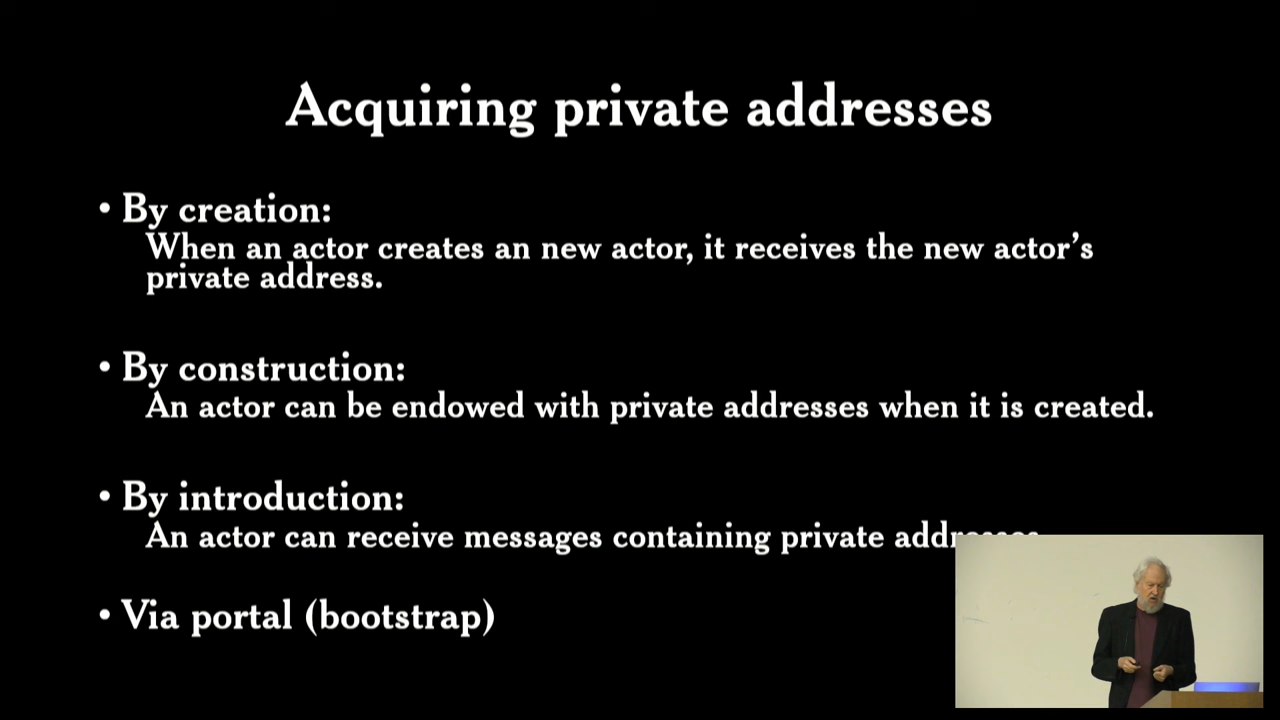 Acquiring private addresses
• By creation:
When an actor creates an new actor, it receives the new actor’s
private address.
• By construction:
An actor can be endowed with private addresses when it is created.
• By introduction:
An actor can receive messages containing private addresses.
• Via portal (bootstrap)